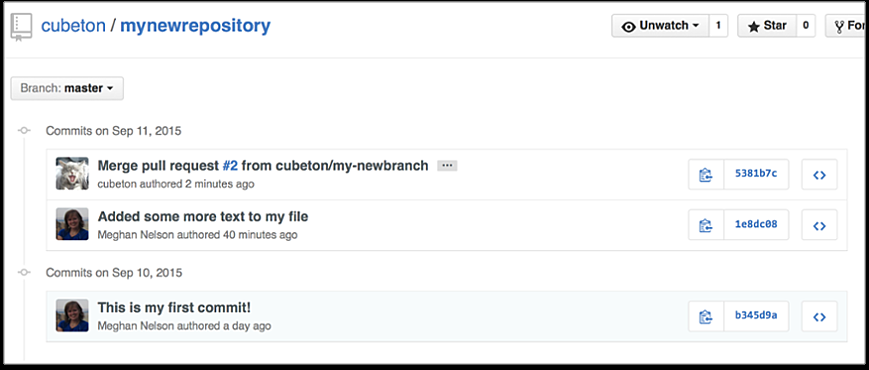 cubeton / mynewrepository
Unwatch 1 Star 0 For
Branch: master
Commits on Sep 11, 2015
Merge pull request #2 from cubeton/my-newbranch ...
cubeton authored 2 minutes ago
5381b7c
Added some more text to my file
Meghan Nelson authored 40 minutes ago
1e8dc08
Commits on Sep 10, 2015
This is my first commit!
Meghan Nelson authored a day ago
b345d9a